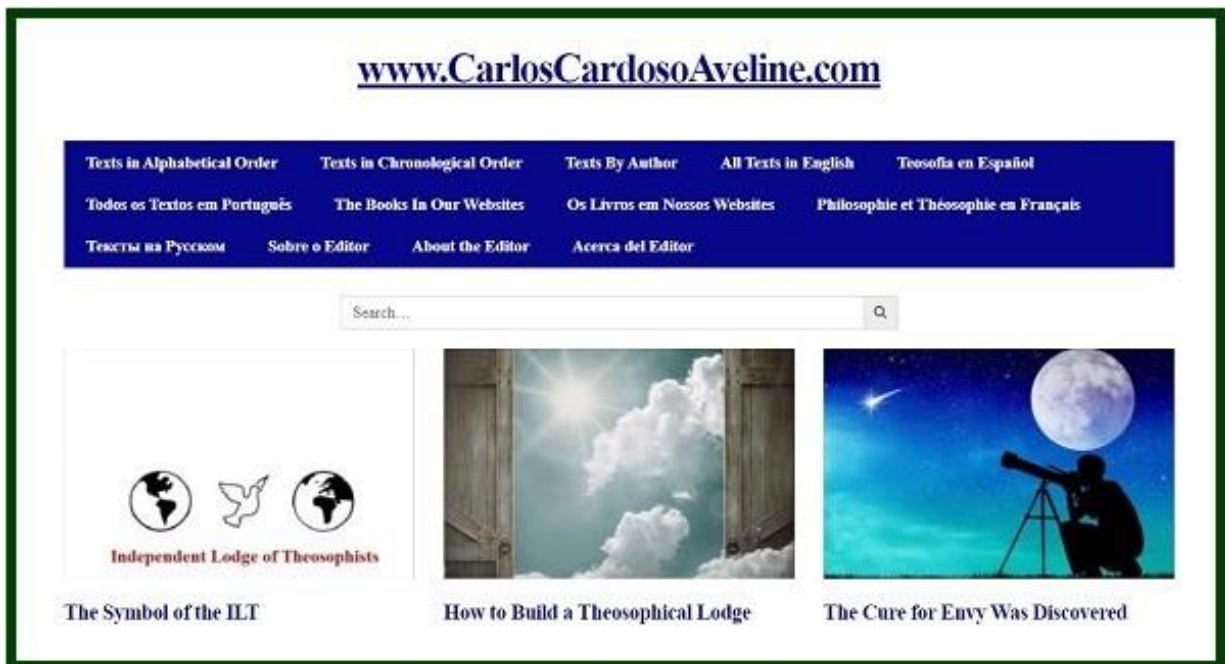 www.CarlosCardosoAveline.com
Texts in Alphabetical Order Texts in Chronological Order Texts By Author All Texts in English Teosofia en Español
Todos os Textos em Português The Books In Our Websites Os Livros em Nossos Websites Philosophie et Théosophie en Français
Тексты на Русском Sobre o Editor About the Editor Acerca del Editor
Search...
Independent Lodge of Theosophists
The Symbol of the ILT How to Build a Theosophical Lodge The Cure for Envy Was Discovered